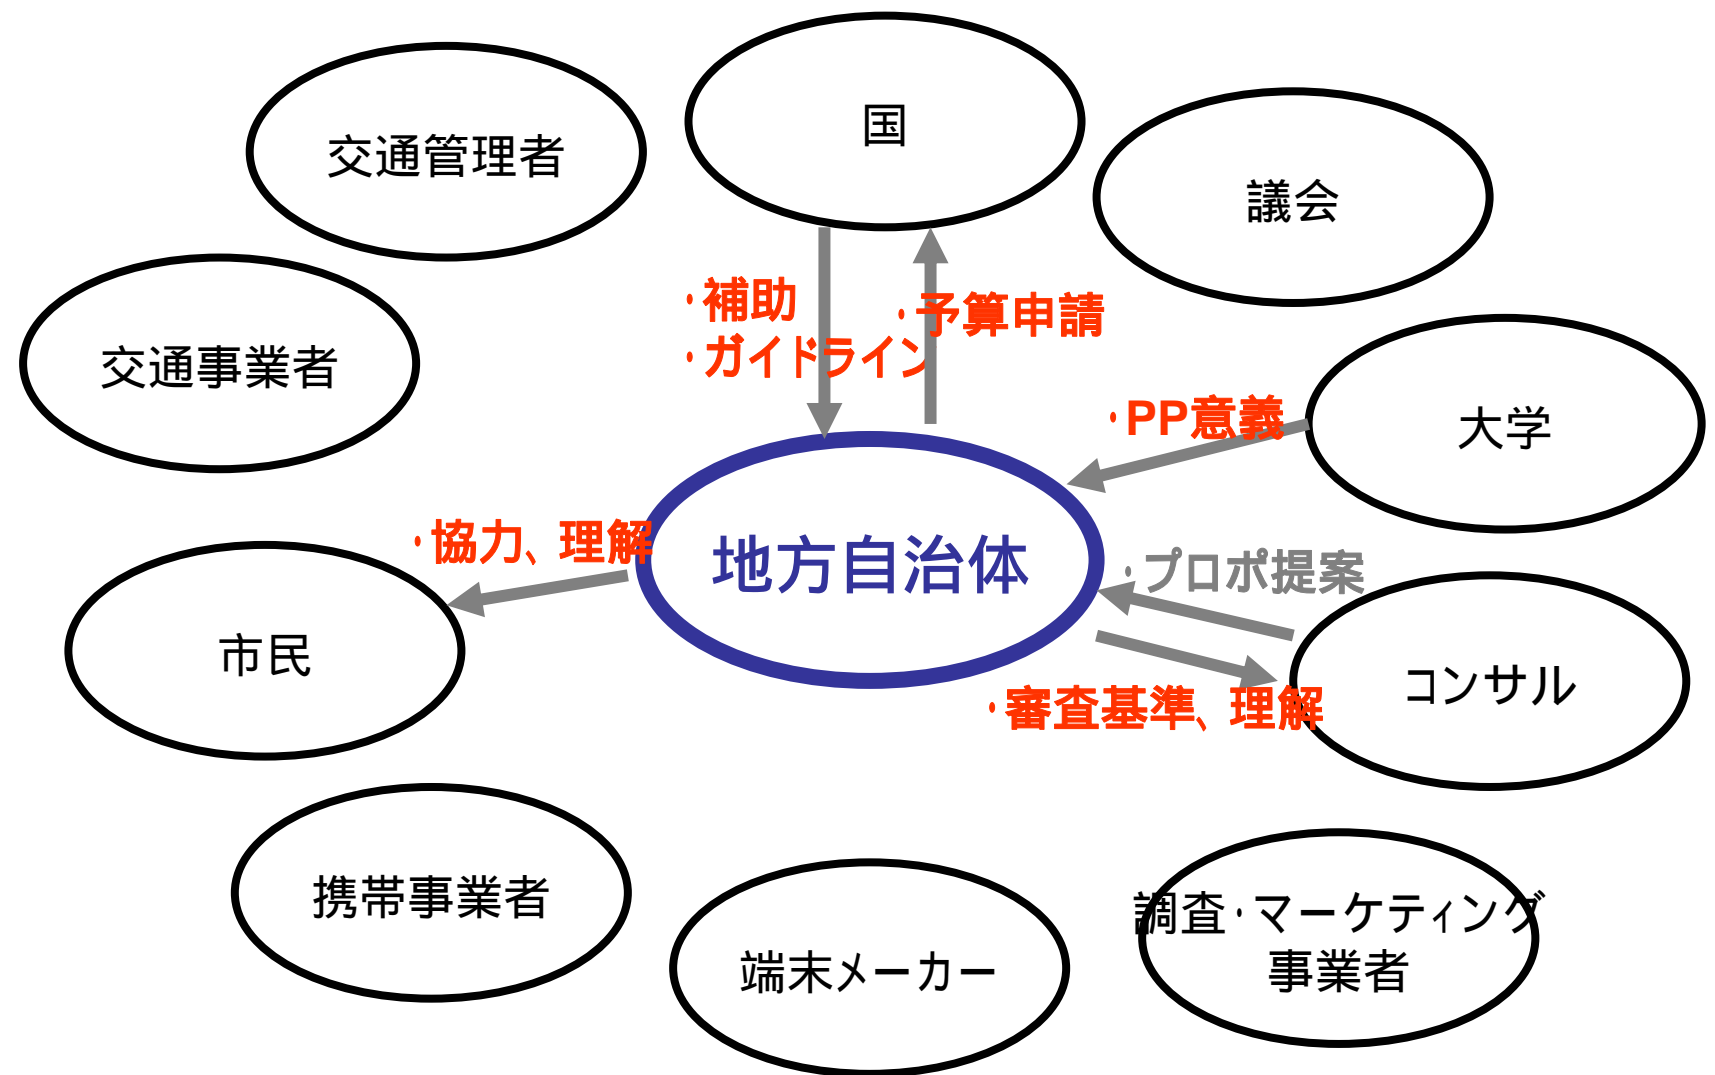 国
交通管理者
議会
・補助
・ガイドライン
・予算申請
交通事業者
・PP意義
大学
・協力、理解
地方自治体
・プロポ提案
市民
コンサル
・審査基準、理解
携帯事業者
端末メーカー
調査・マーケティング
事業者